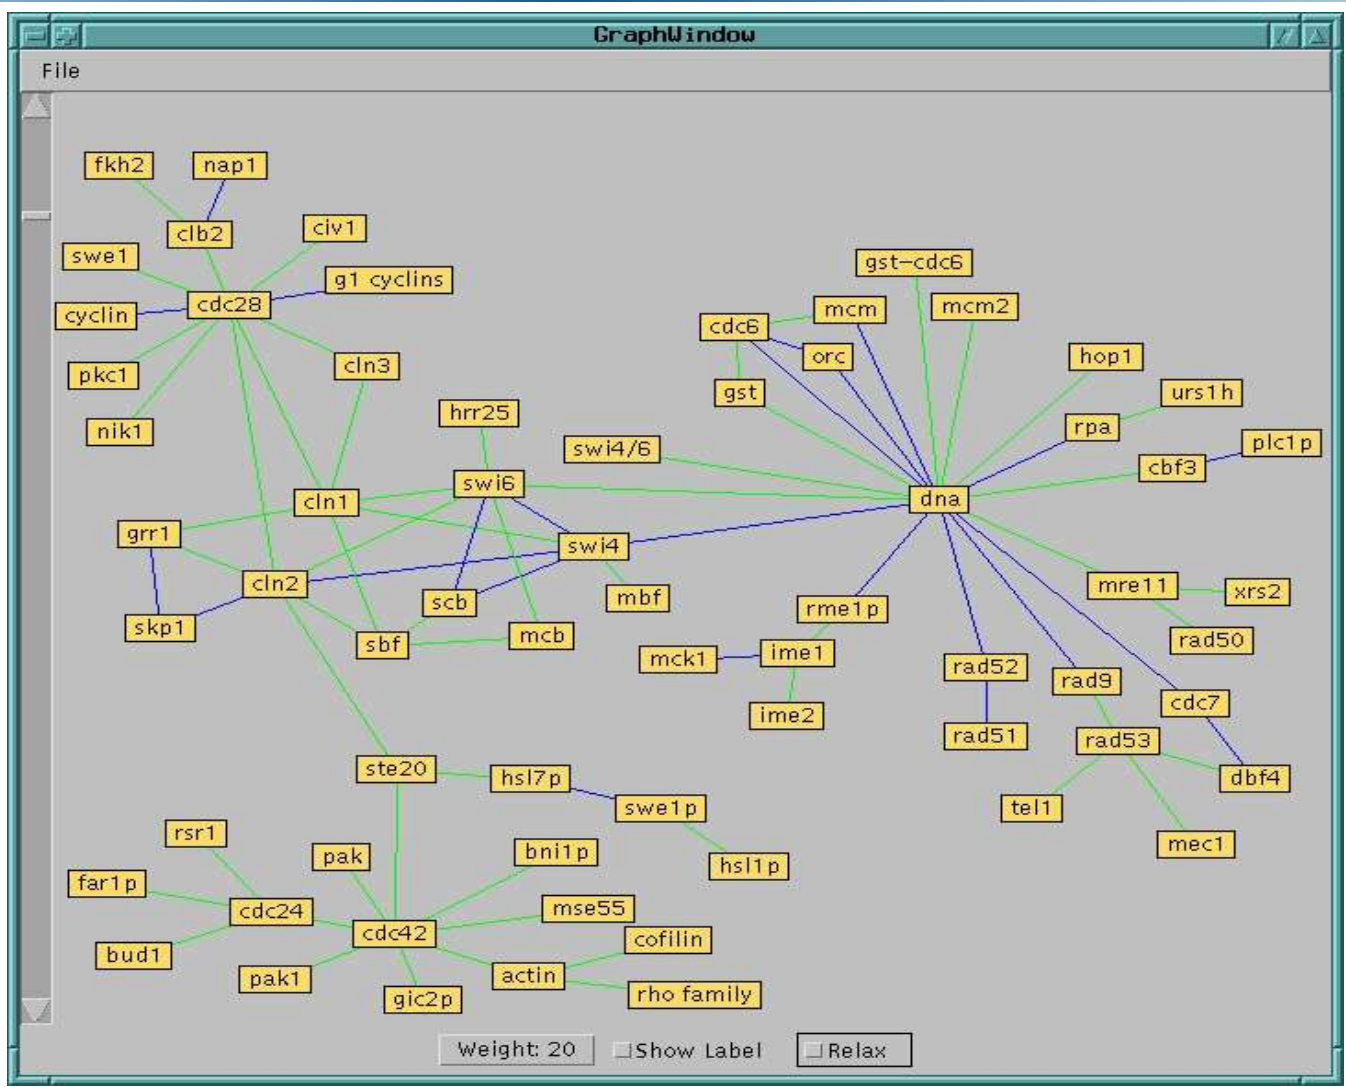 GraphWindow
File
fkh2
nap1
clb2
civ1
swe1
g1 cyclins
cdc28
cyclin
gst-cdc6
mcm
mcm2
cdc6
orc
hop1
cln3
pkc1
gst
urs1h
hrr25
rpa
nik1
swi4/6
plc1p
cbf3
swi6
cln1
dna
grr1
swi4
cln2
mre11
xrs2
scb
mbf
rme1p
skp1
mcb
sbf
rad50
mck1
ime1
rad52
rad9
cdc7
ime2
rad51
rad53
ste20
hsl7p
dbf4
swe1p
tel1
rsr1
mec1
pak
bni1p
hsl1p
far1p
cdc24
mse55
cdc42
cofilin
bud1
pak1
actin
rho family
gic2p
Weight: 20
Show Label
Relax